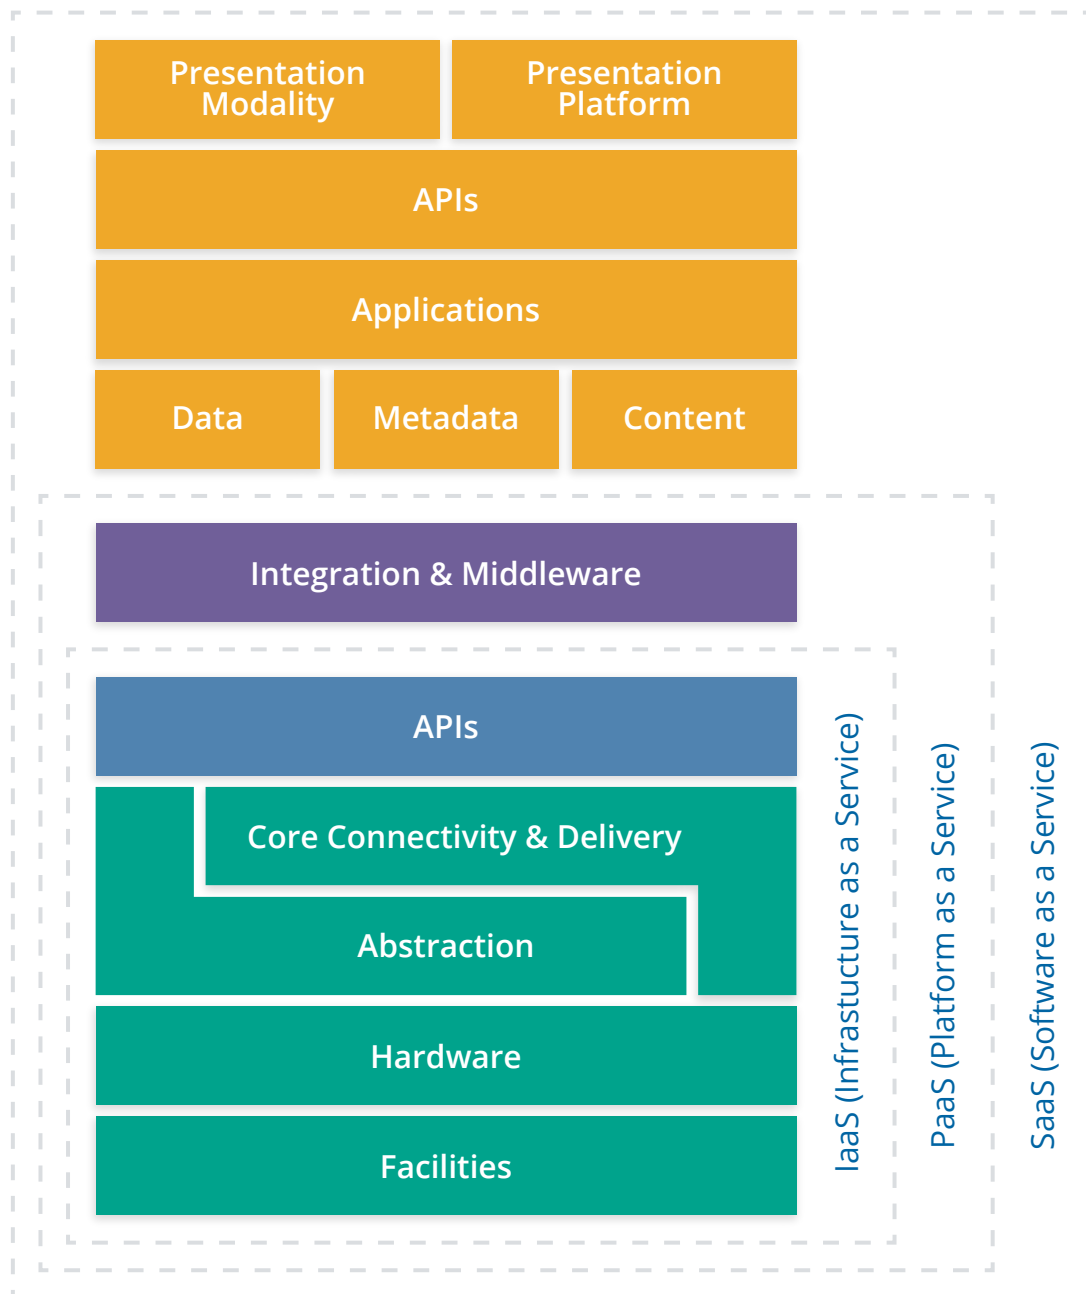 Presentation
Modality
Presentation
Platform
APIs
Applications
Data
Metadata
Content
Integration & Middleware
APIs
Core Connectivity & Delivery
Abstraction
Hardware
Facilities
IaaS (Infrastucture as a Service)
PaaS (Platform as a Service)
SaaS (Software as a Service)